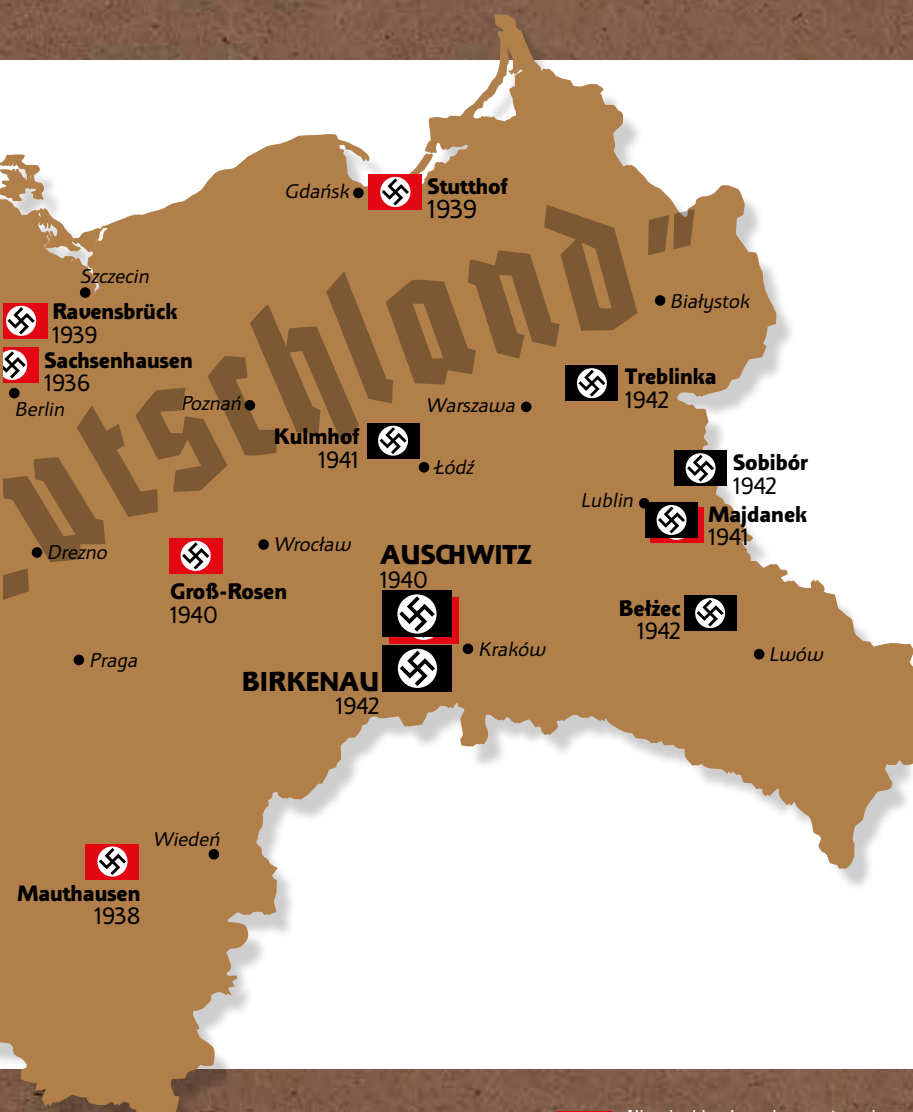 Gdańsk
Stutthof
1939
Szczecin
Ravensbrück
1939
Białystok
Sachsenhausen
1936
Berlin
Treblinka
1942
Poznań
Warszawa
Kulmhof
1941
Łódź
Sobibór
1942
Lublin
Majdanek
1941
utschland”
Drezno
Wrocław
AUSCHWITZ
1940
Groß-Rosen
1940
Bełżec
1942
Kraków
Lwów
Praga
BIRKENAU
1942
Wiedeń
Mauthausen
1938